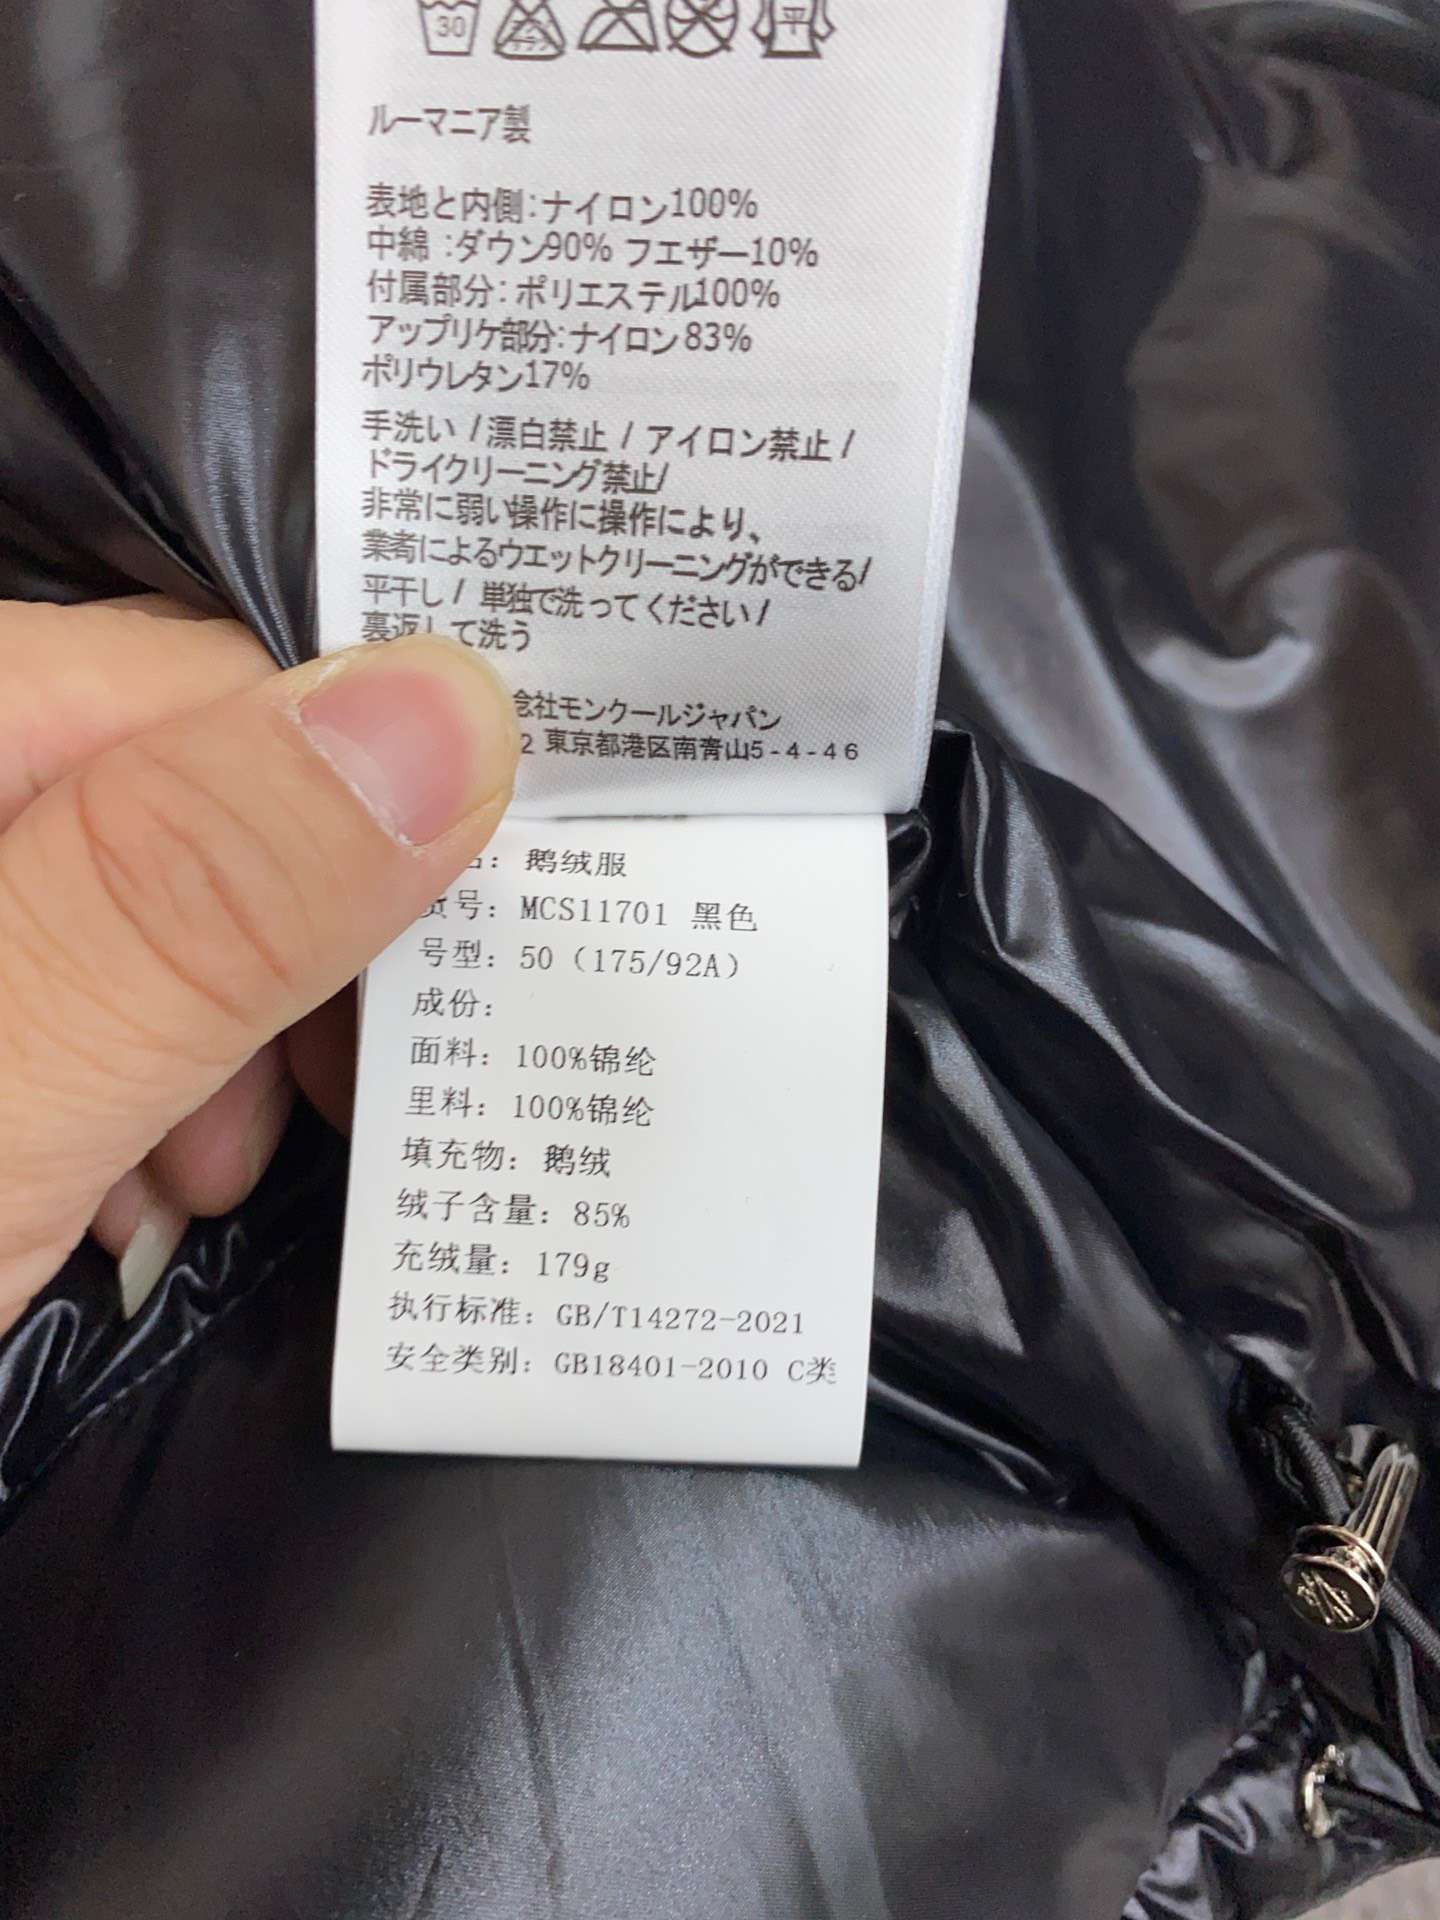 30
平
ルーマニア製
表地と内側:ナイロン100%
中綿 :ダウン90% フエザー10%
付属部分:ポリエステル100%
アップリケ部分:ナイロン83%
ポリウレタン17%
手洗い / 漂白禁止 / アイロン禁止 /
ドライクリーニング禁止/
非常に弱い操作に操作により、
業者によるウエットクリーニングができる/
平干し / 単独で洗ってください /
裏返して洗う
社モンクールジャパン
2 東京都港区南青山5-4-46
名: 鹅绒服
货号: MCS11701 黑色
号型: 50 (175/92A)
成份:
面料: 100%锦纶
里料: 100%锦纶
填充物: 鹅绒
绒子含量: 85%
充绒量: 179g
执行标准: GB/T14272-2021
安全类别: GB18401-2010 C类